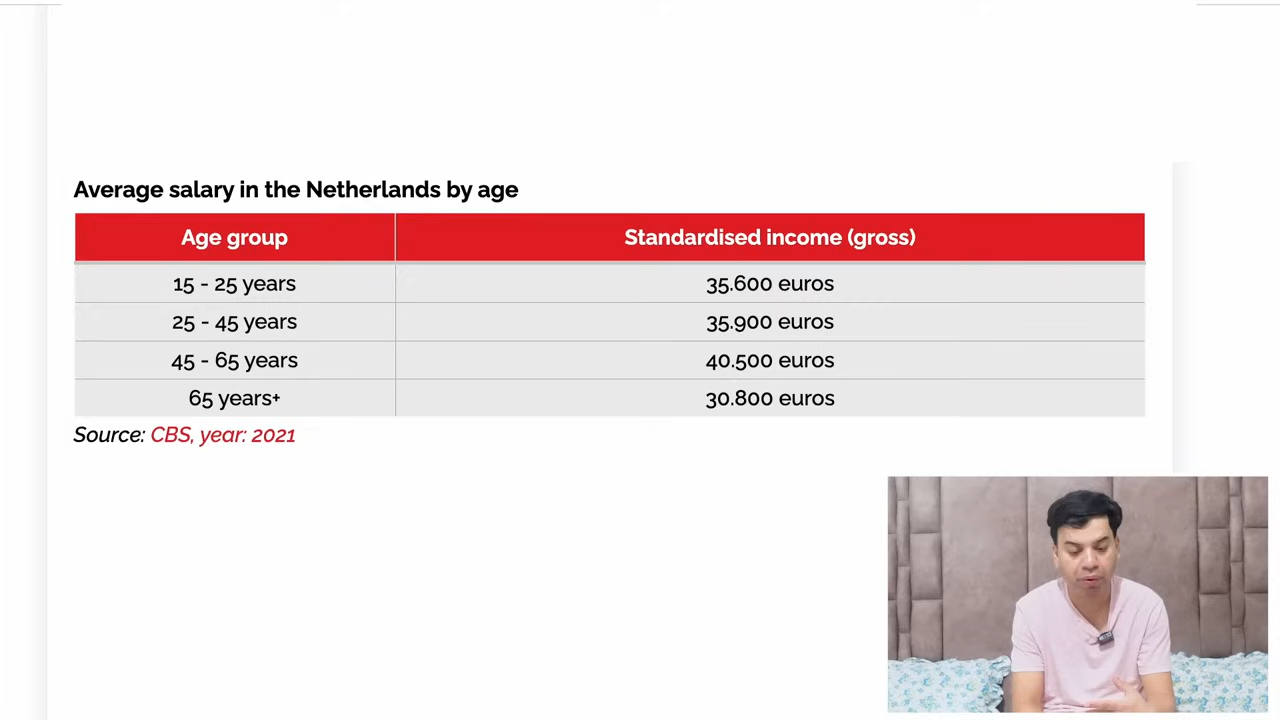 Average salary in the Netherlands by age
Age group Standardised income (gross)
15 - 25 years 35.600 euros
25 - 45 years 35.900 euros
45 - 65 years 40.500 euros
65 years+ 30.800 euros
Source: CBS, year: 2021